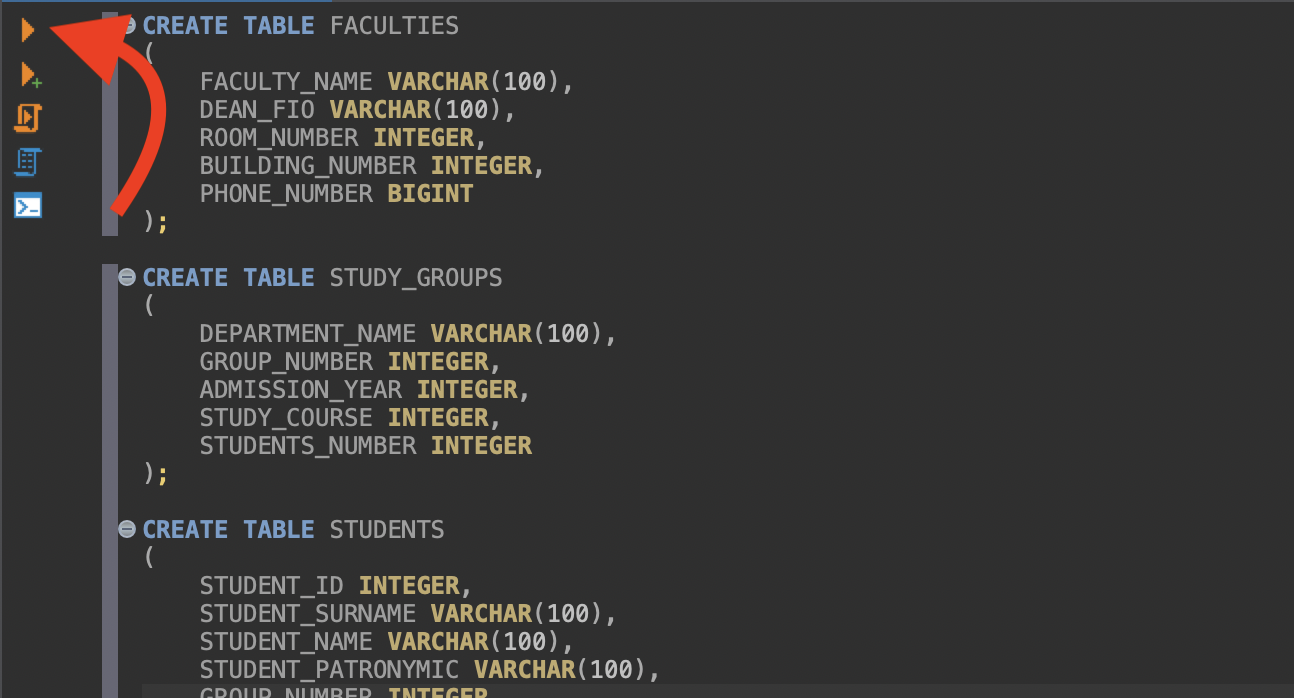 CREATE TABLE FACULTIES
(
FACULTY_NAME VARCHAR(100),
DEAN_FIO VARCHAR(100),
ROOM_NUMBER INTEGER,
BUILDING_NUMBER INTEGER,
PHONE_NUMBER BIGINT
);
CREATE TABLE STUDY_GROUPS
(
DEPARTMENT_NAME VARCHAR(100),
GROUP_NUMBER INTEGER,
ADMISSION_YEAR INTEGER,
STUDY_COURSE INTEGER,
STUDENTS_NUMBER INTEGER
);
CREATE TABLE STUDENTS
(
STUDENT_ID INTEGER,
STUDENT_SURNAME VARCHAR(100),
STUDENT_NAME VARCHAR(100),
STUDENT_PATRONYMIC VARCHAR(100),
GROUP_NUMBER INTEGER